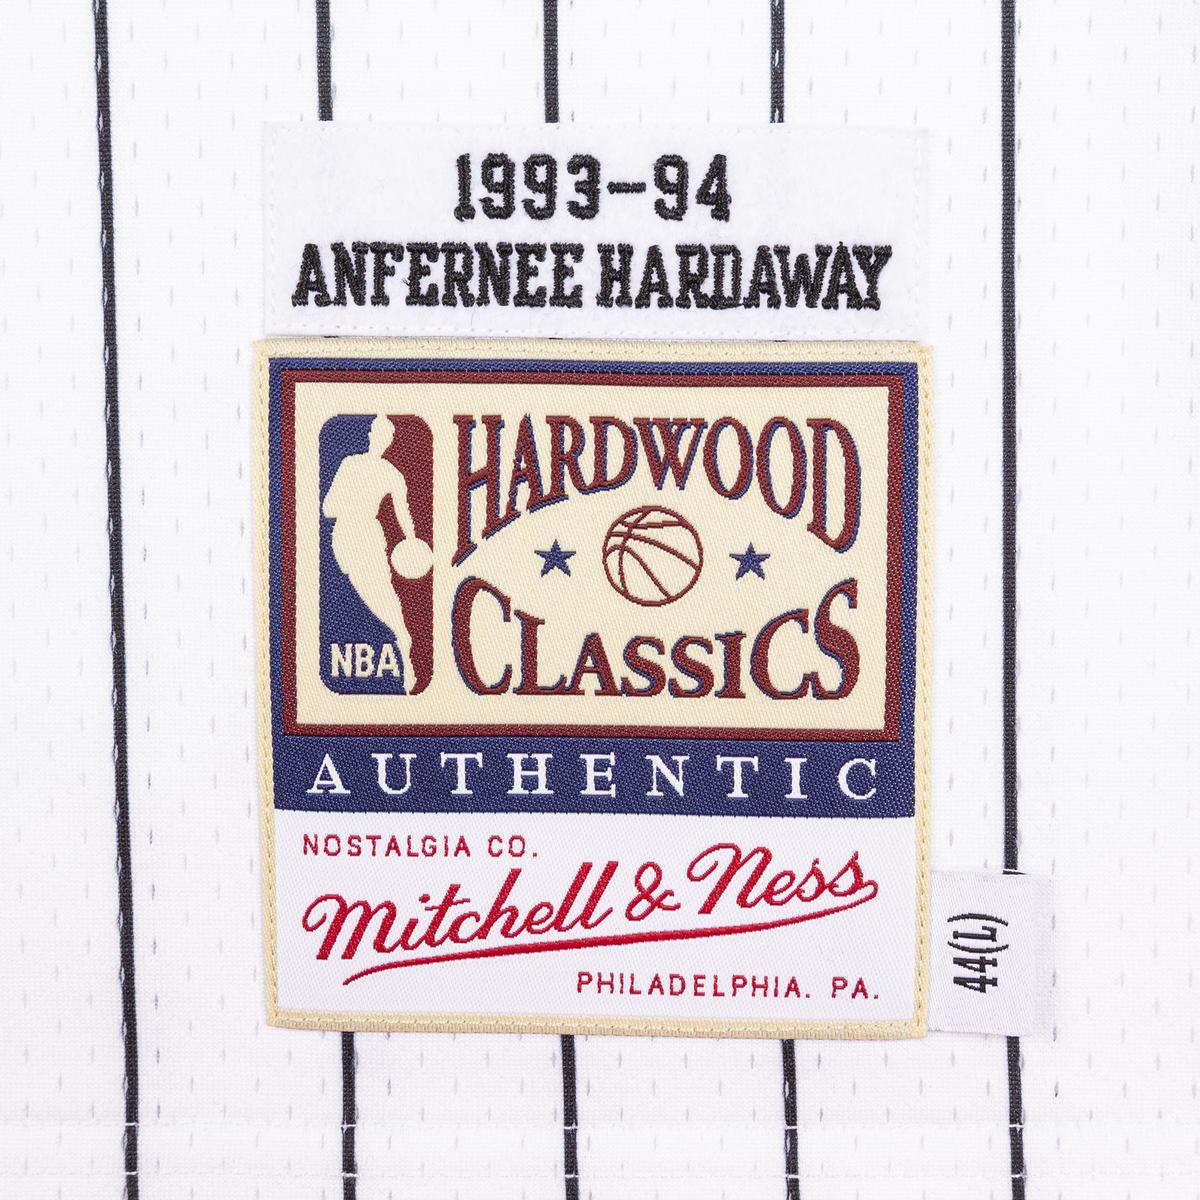 1993-94
ANFERNEE HARDAWAY
HARDWOOD
CLASSICS
NBA
AUTHENTIC
NOSTALGIA CO.
Mitchell & Ness
PHILADELPHIA. PA.
44(L)